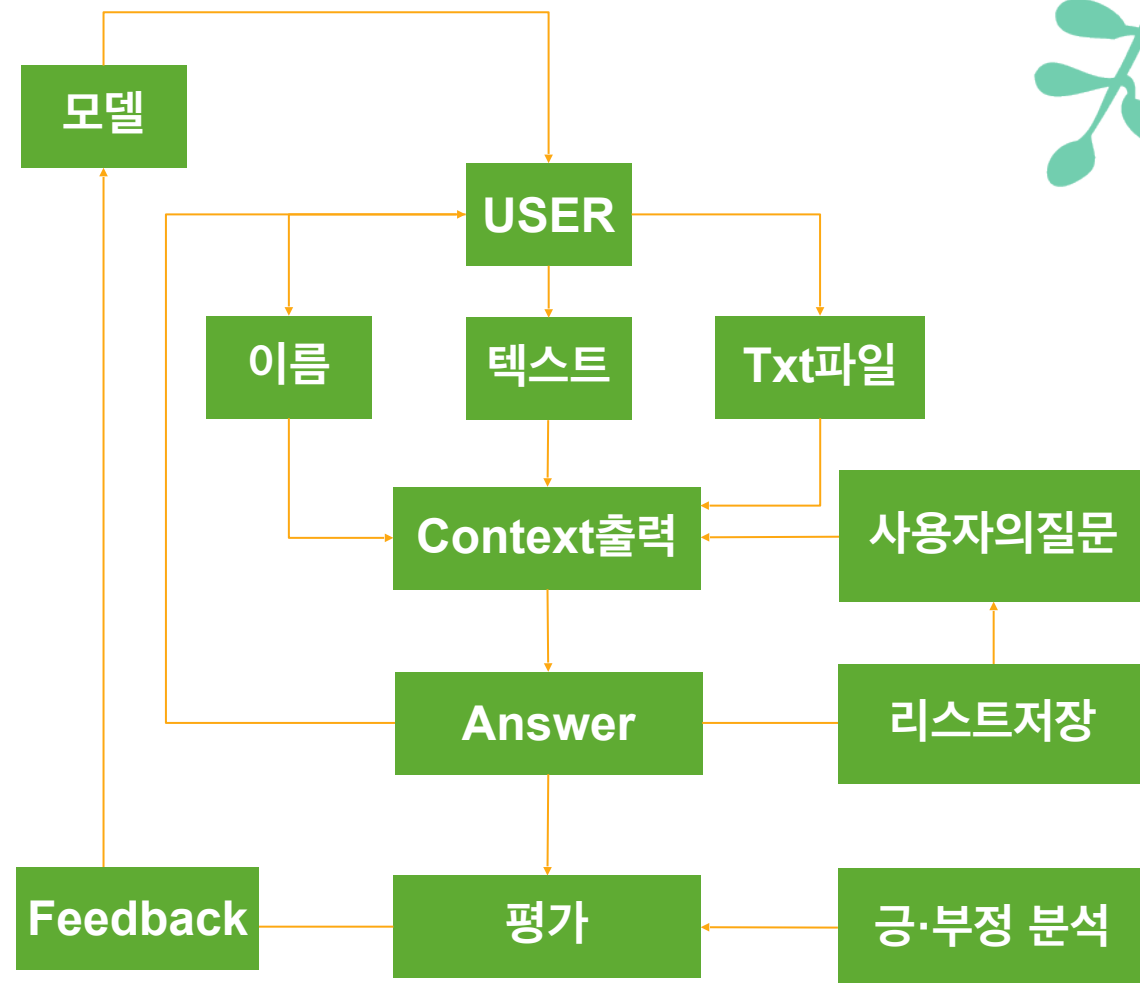 모델
USER
이름
텍스트
Txt파일
Context출력
사용자의질문
Answer
리스트저장
Feedback
평가
긍·부정 분석